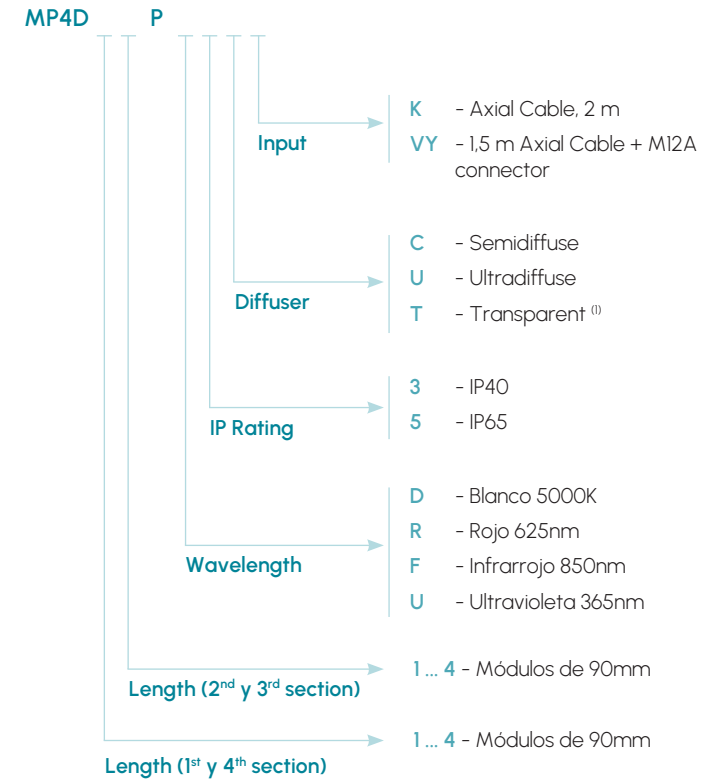 MP4D P
K - Axial Cable, 2 m
VY - 1,5 m Axial Cable + M12A
connector
Input
C - Semidiffuse
U - Ultradiffuse
T - Transparent (1)
Diffuser
3 - IP40
5 - IP65
IP Rating
D - Blanco 5000K
R - Rojo 625nm
F - Infrarrojo 850nm
U - Ultravioleta 365nm
Wavelength
1 ... 4 - Módulos de 90mm
Length (2nd y 3rd section)
1 ... 4 - Módulos de 90mm
Length (1st y 4th section)